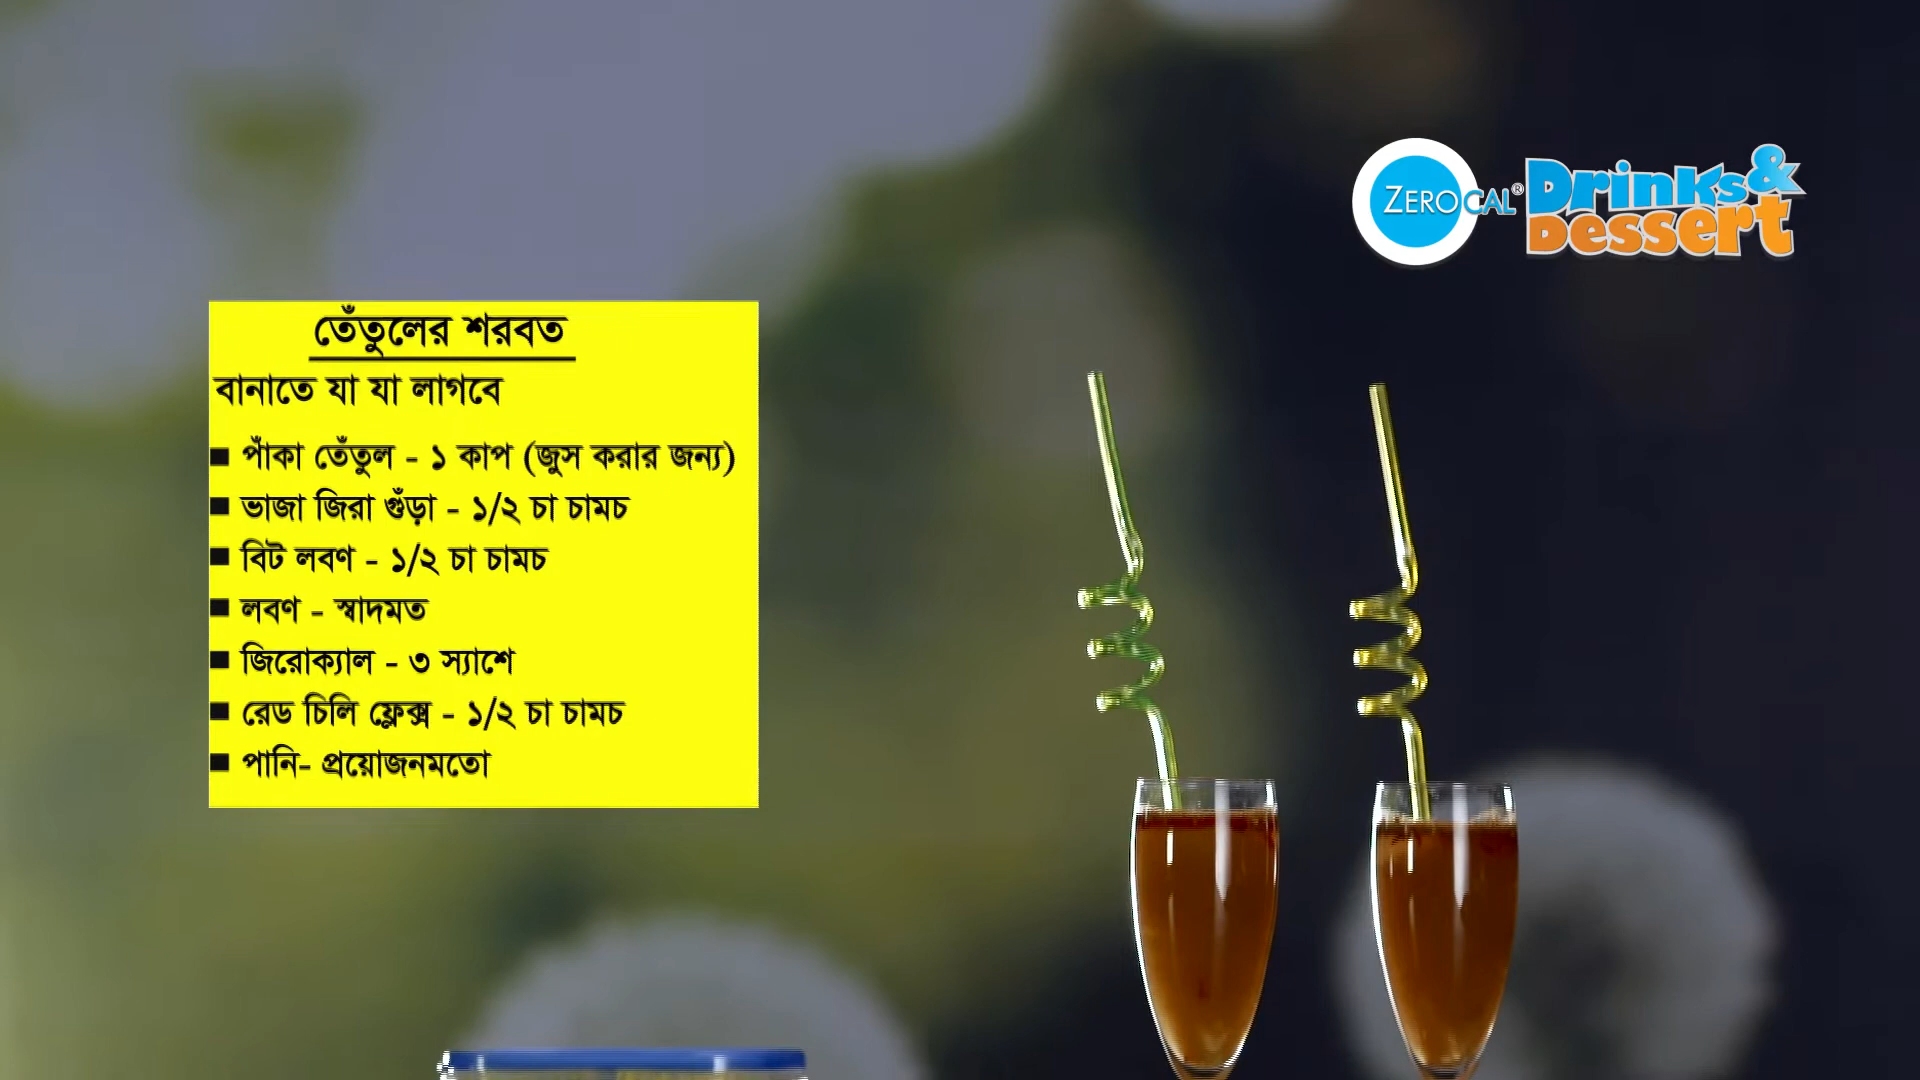 ZEROCAL® Drinks &
Dessert
তেঁতুলের শরবত
বানাতে যা যা লাগবে
■ পাঁকা তেঁতুল - ১ কাপ (জুস করার জন্য)
■ ভাজা জিরা গুঁড়া - ১/২ চা চামচ
■ বিট লবণ - ১/২ চা চামচ
■ লবণ - স্বাদমত
■ জিরোক্যাল - ৩ স্যাশে
■ রেড চিলি ফ্লেক্স - ১/২ চা চামচ
■ পানি- প্রয়োজনমতো